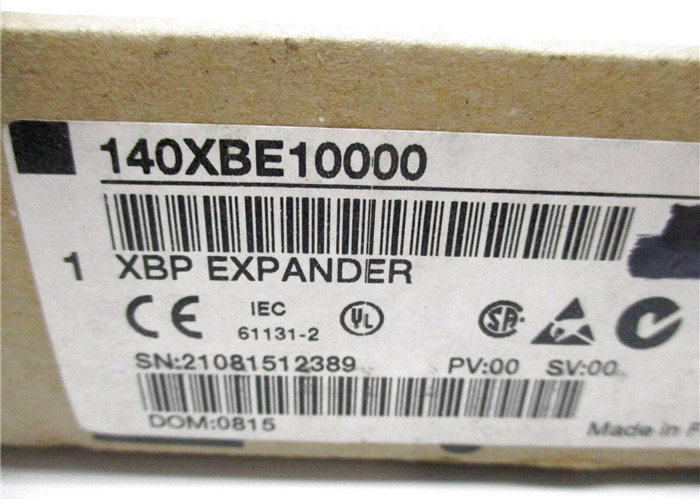 140XBE10000
1 XBP EXPANDER
CE IEC 61131-2 UL SA
SN:21081512389 PV:00 SV:00
DOM:0815 Made in